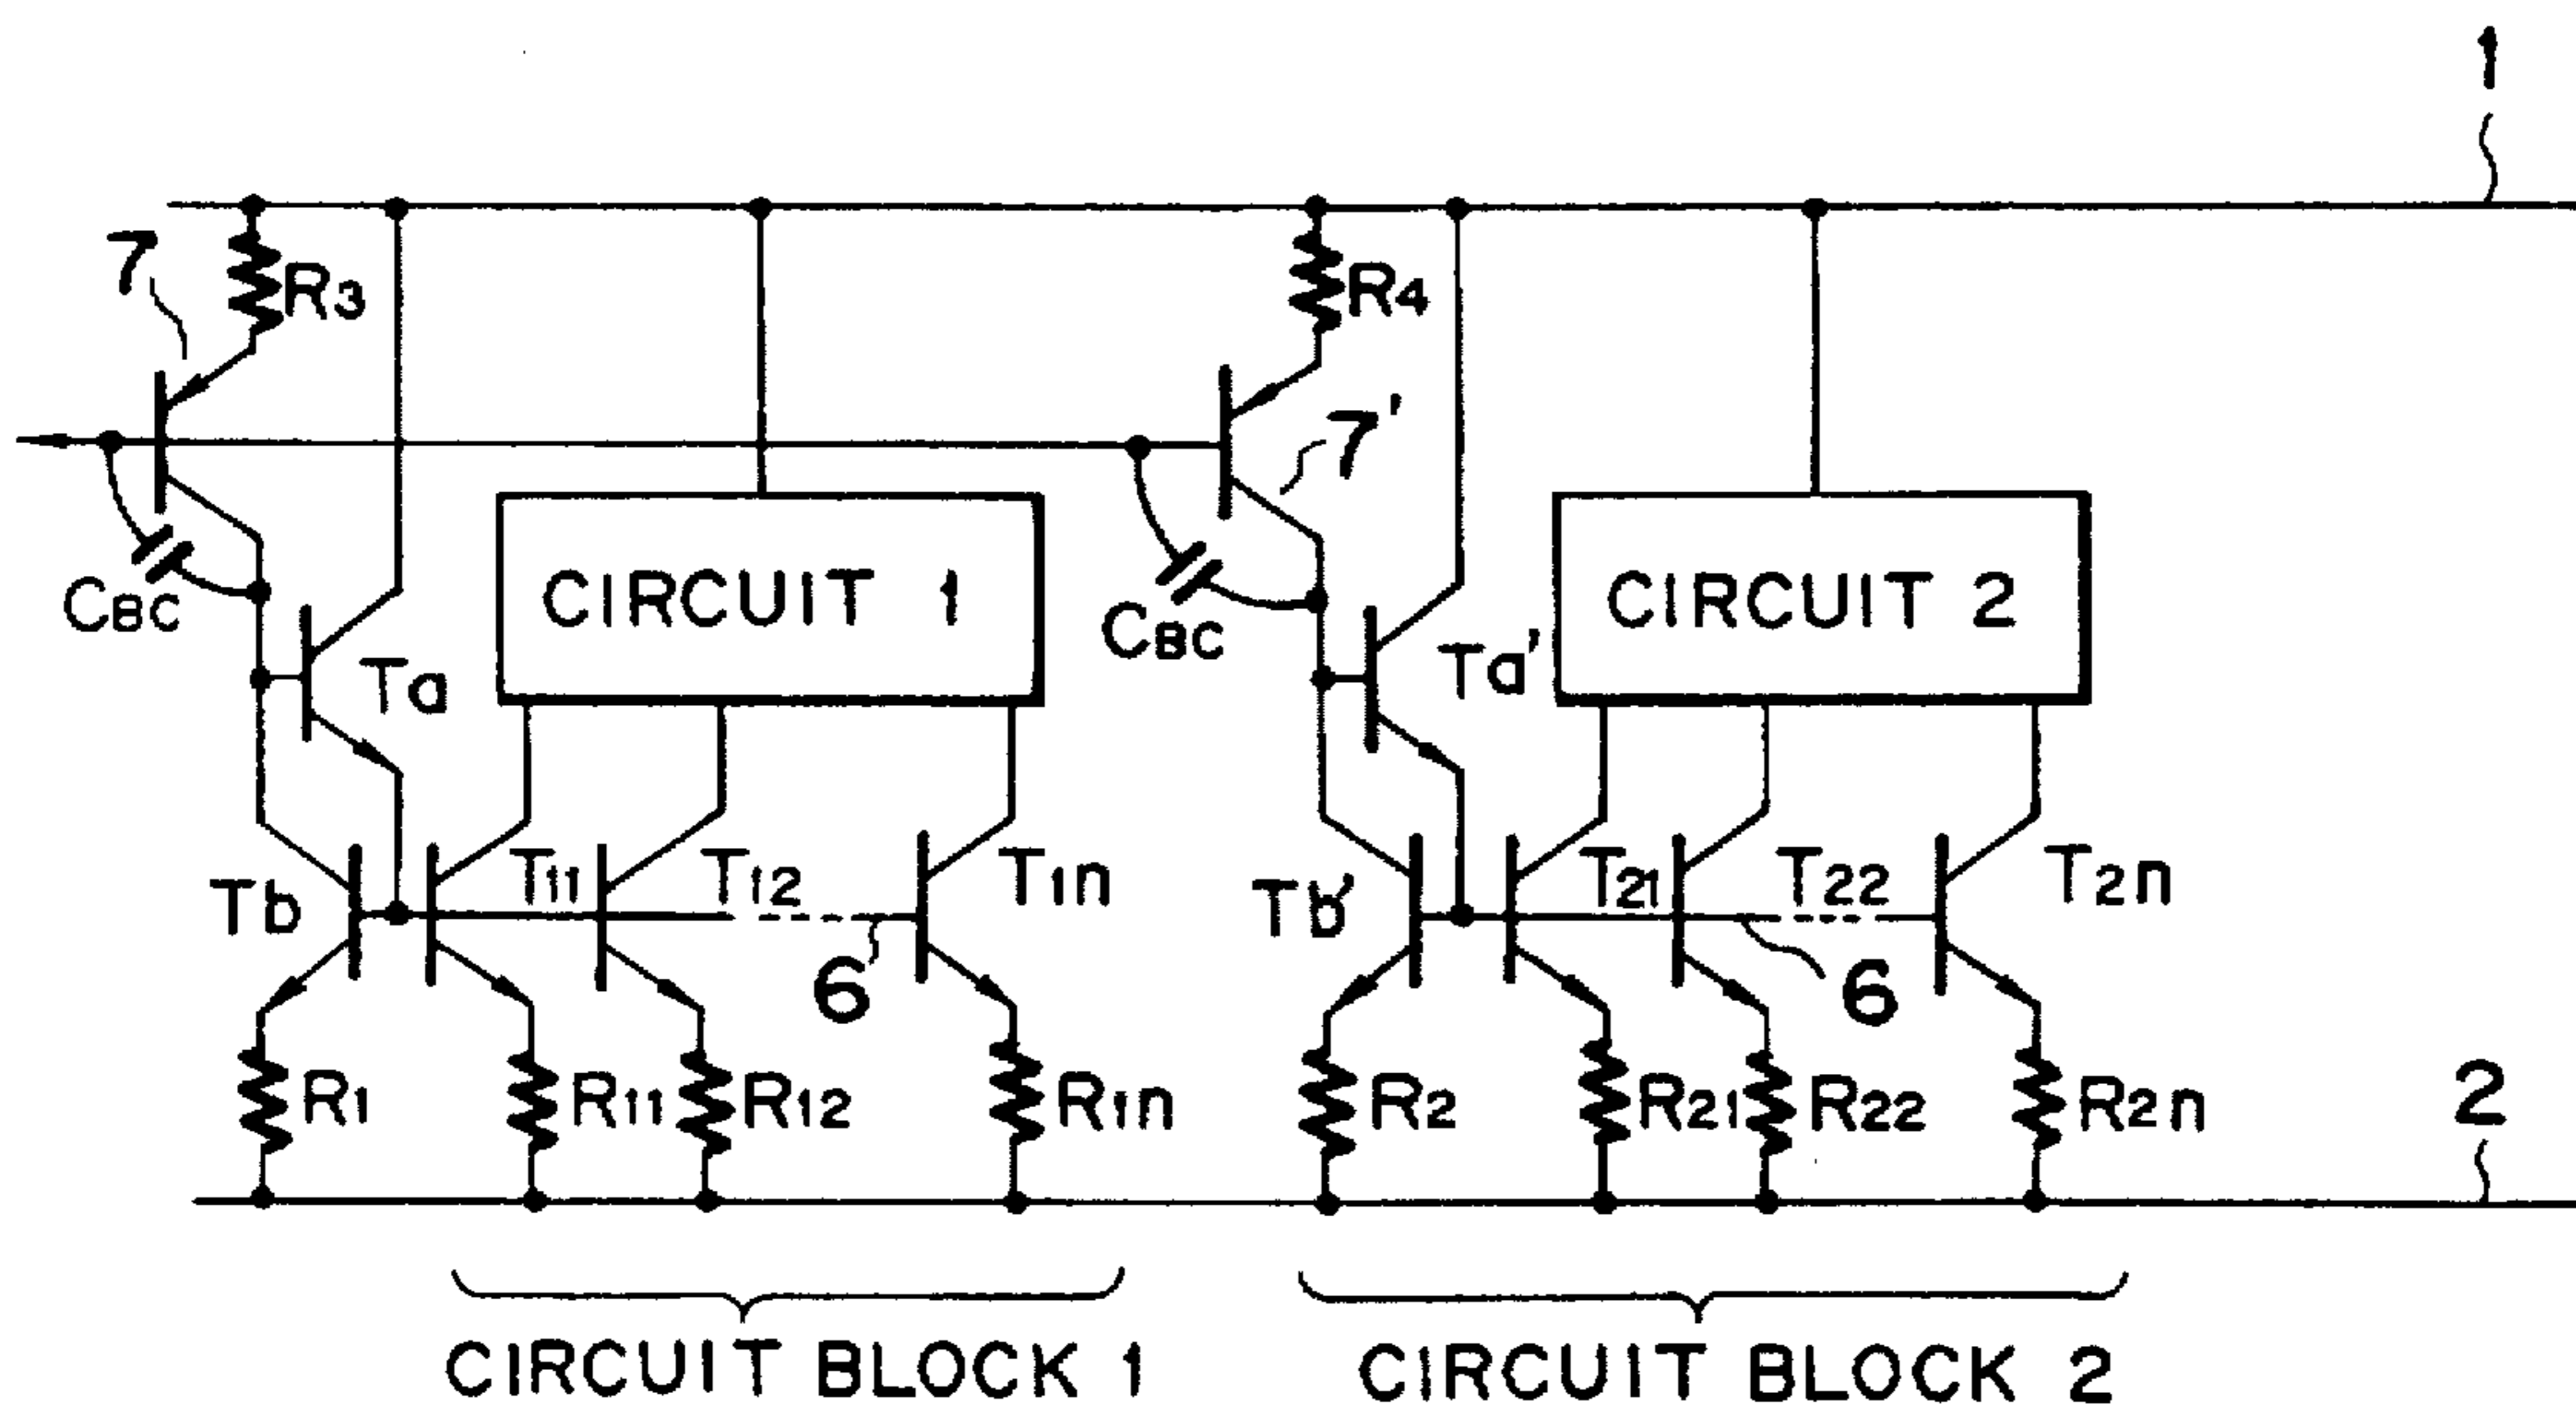 1
7
R3
R4
7'
CBC
CIRCUIT 1
CBC
CIRCUIT 2
Ta
Ta'
Tb
T11
T12
T1n
Tb'
T21
T22
T2n
6
6
R1
R11
R12
R1n
R2
R21
R22
R2n
2
CIRCUIT BLOCK 1
CIRCUIT BLOCK 2